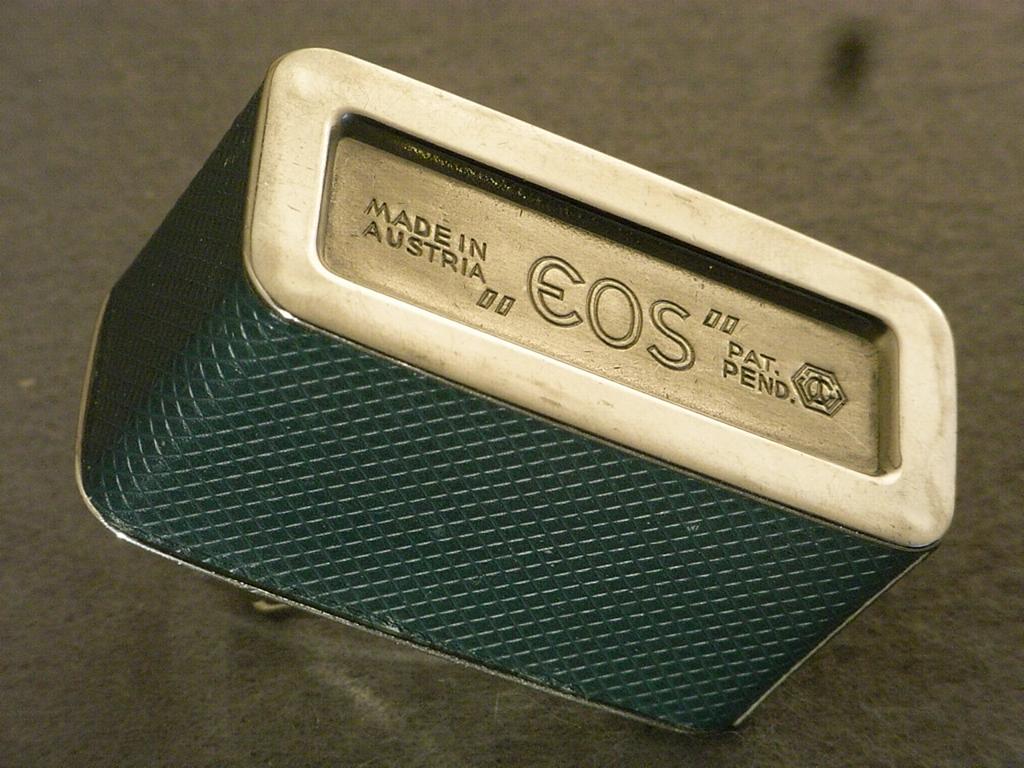 MADE IN
AUSTRIA
"EOS"
PAT.
PEND.